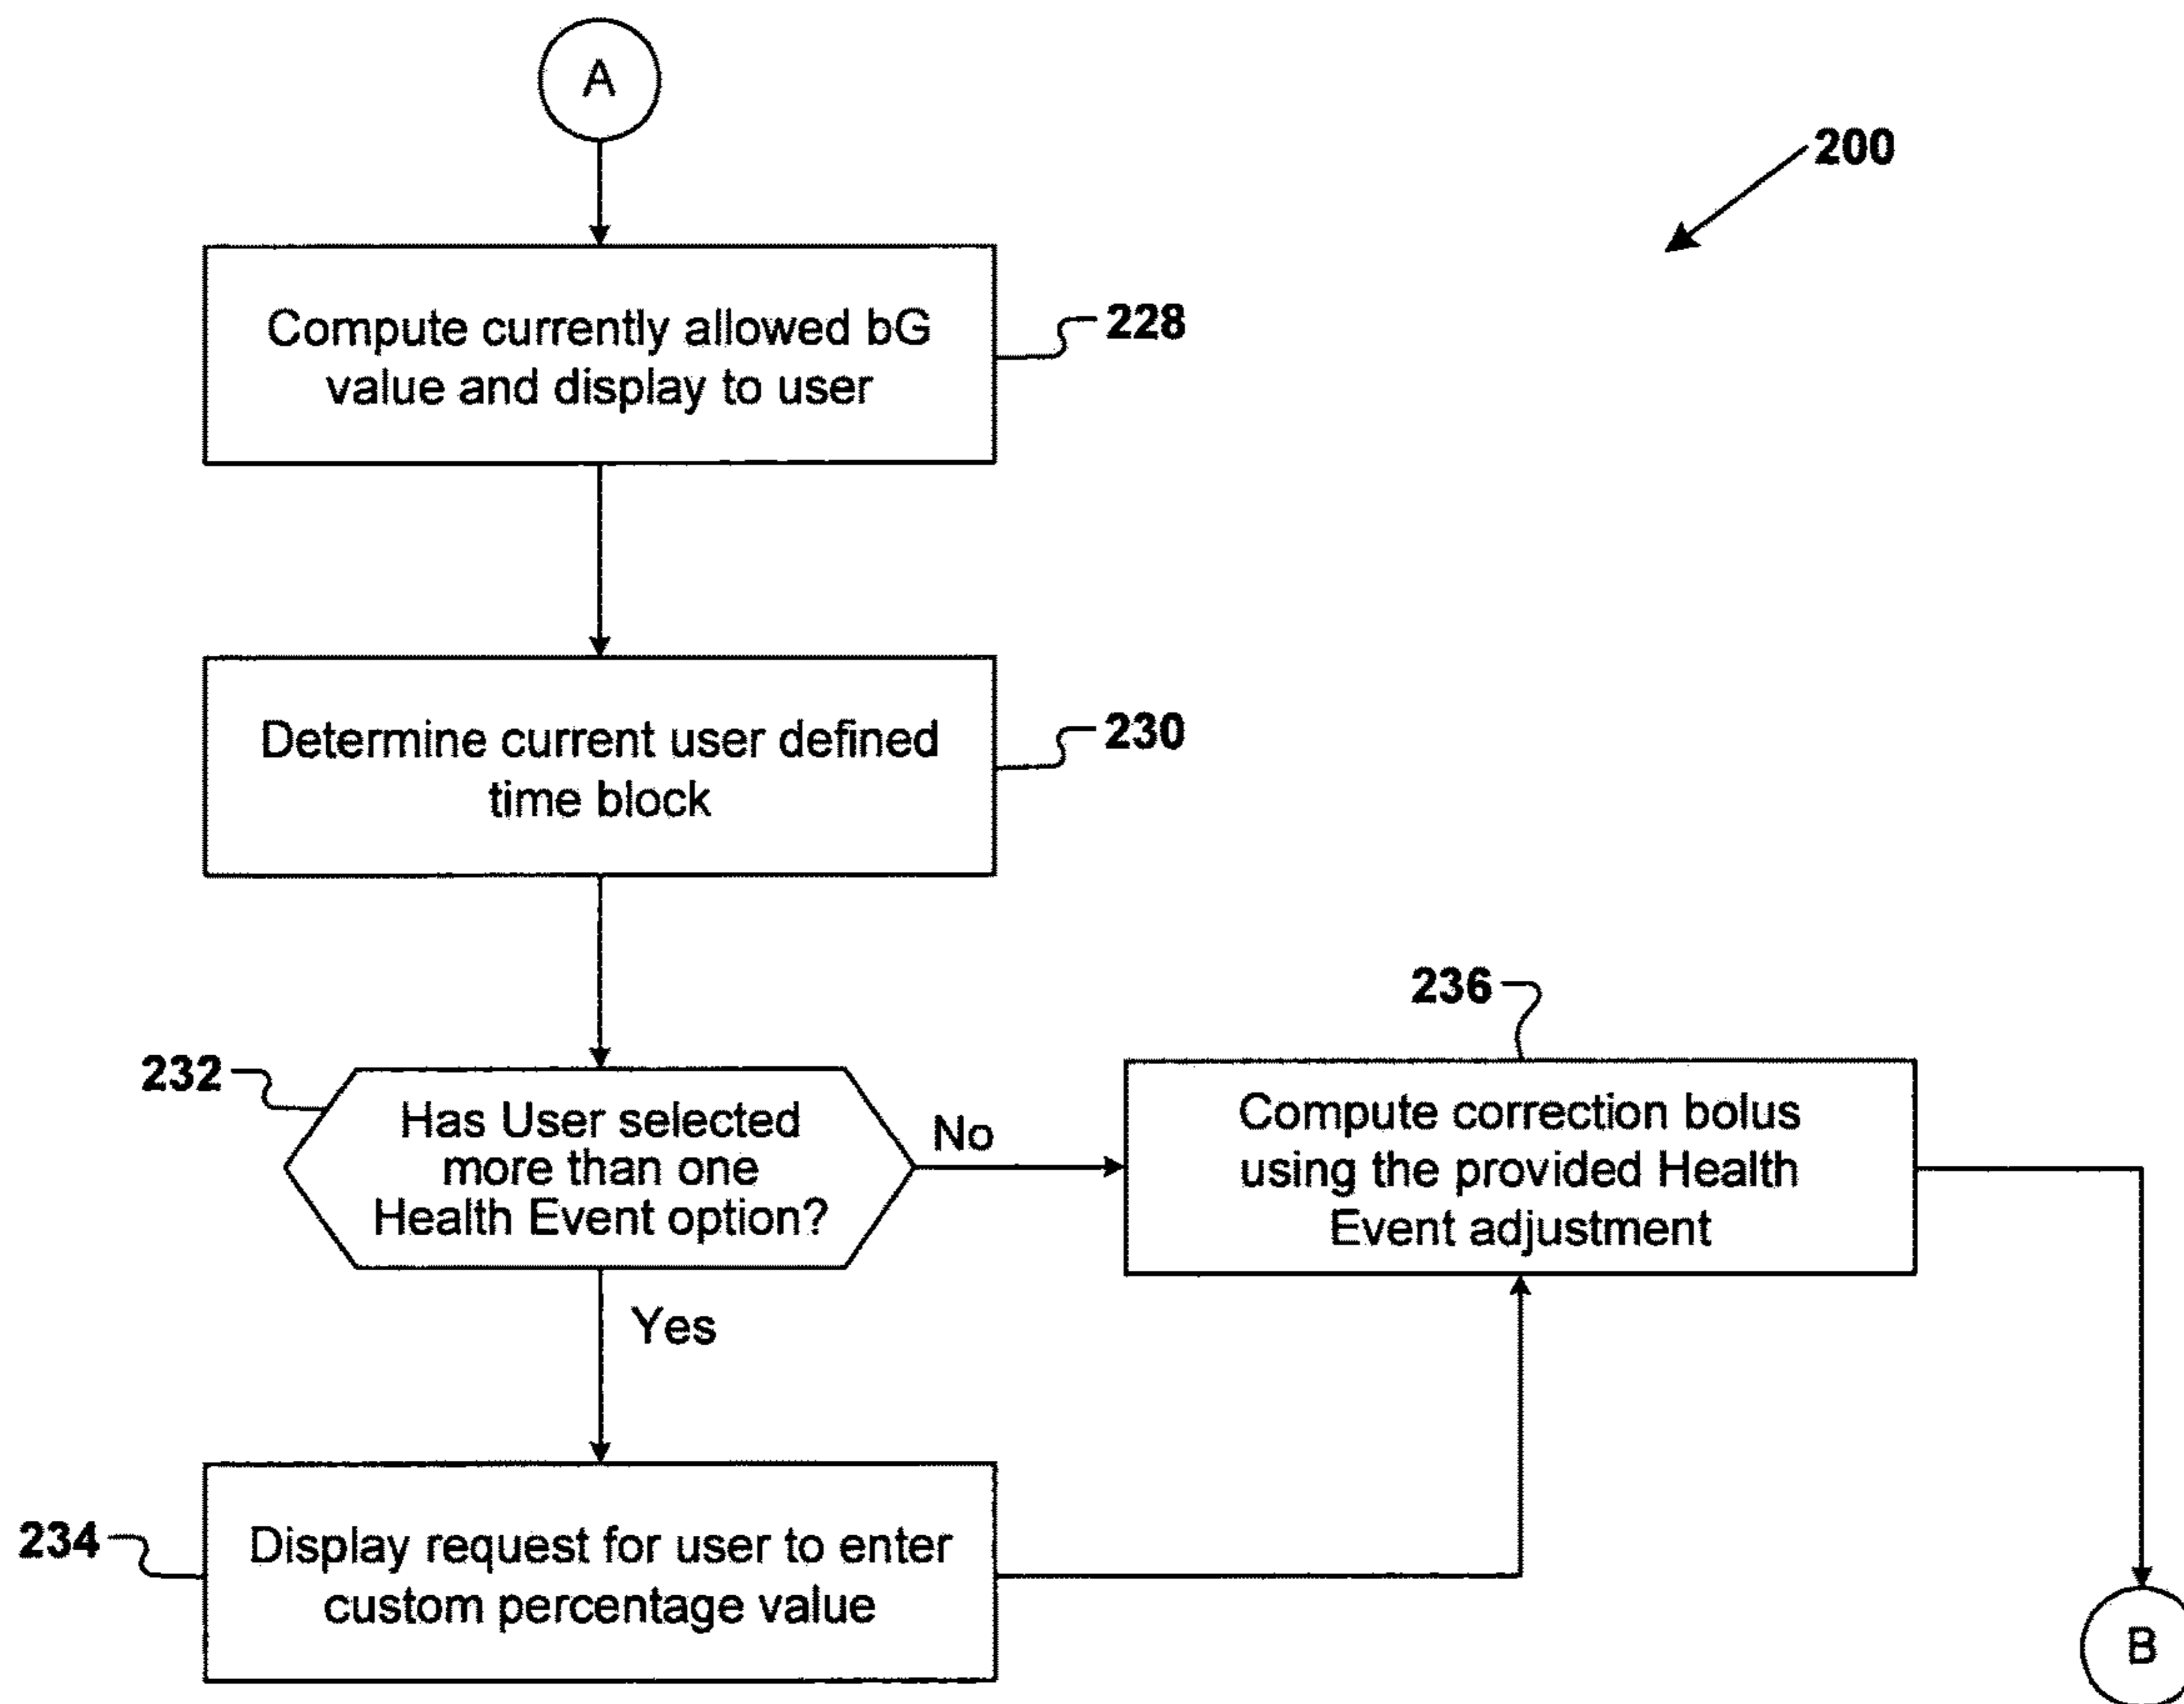 A
200
Compute currently allowed bG
value and display to user
228
Determine current user defined
time block
230
232
Has User selected
more than one
Health Event option?
No
236
Compute correction bolus
using the provided Health
Event adjustment
Yes
234
Display request for user to enter
custom percentage value
B